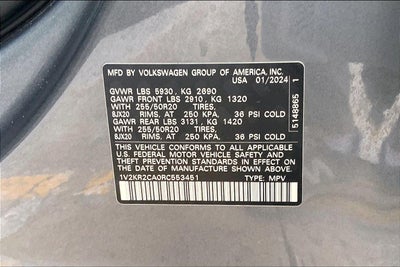 MFD BY VOLKSWAGEN GROUP OF AMERICA, INC.
USA 01/2024
GVWR LBS 5930, KG 2690
GAWR FRONT LBS 2910, KG 1320
WITH 255/50R20 TIRES,
8JX20 RIMS, AT 250 KPA, 36 PSI COLD
GAWR REAR LBS 3131, KG 1420
WITH 255/50R20 TIRES,
8JX20 RIMS, AT 250 KPA, 36 PSI COLD
THIS VEHICLE CONFORMS TO ALL APPLICABLE
U.S. FEDERAL MOTOR VEHICLE SAFETY AND
THEFT PREVENTION STANDARDS IN EFFECT ON THE
DATE OF MANUFACTURE SHOWN ABOVE.
1V2KR2CA0RC553451 TYPE: MPV
5148865 1